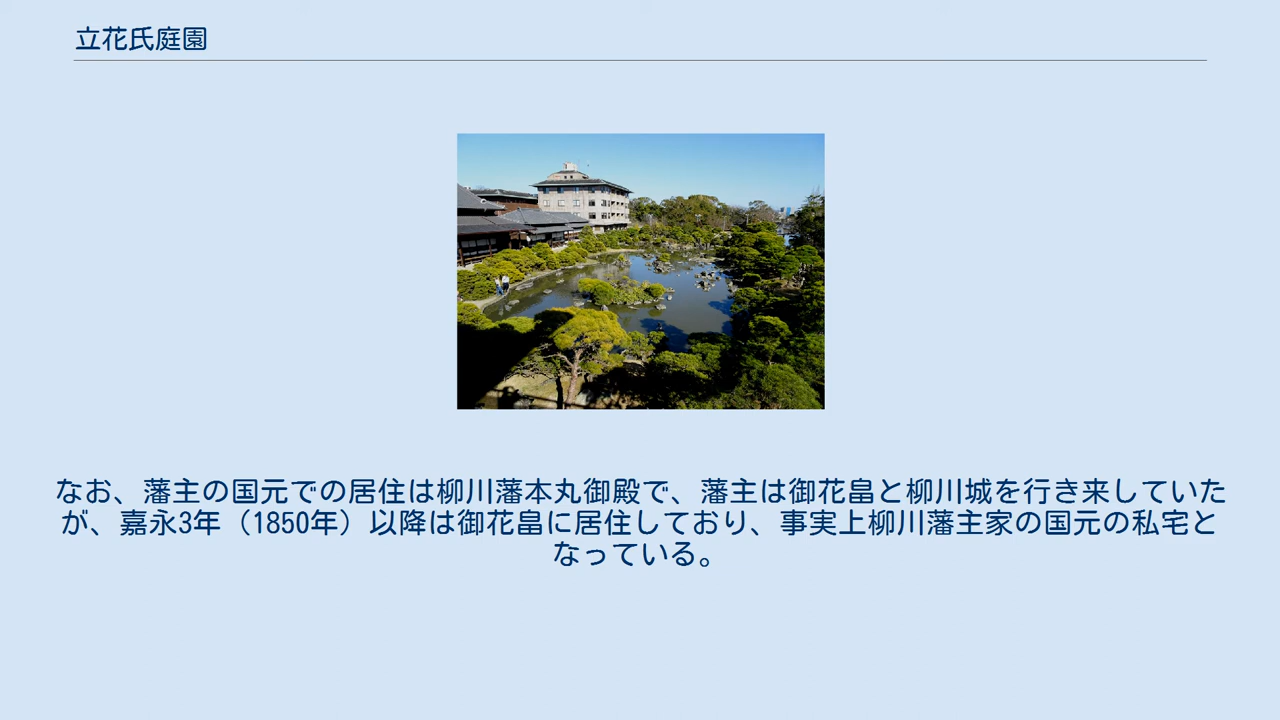 立花氏庭園
なお、藩主の国元での居住は柳川藩本丸御殿で、藩主は御花畠と柳川城を行き来していた
が、嘉永3年（1850年）以降は御花畠に居住しており、事実上柳川藩主家の国元の私宅と
なっている。